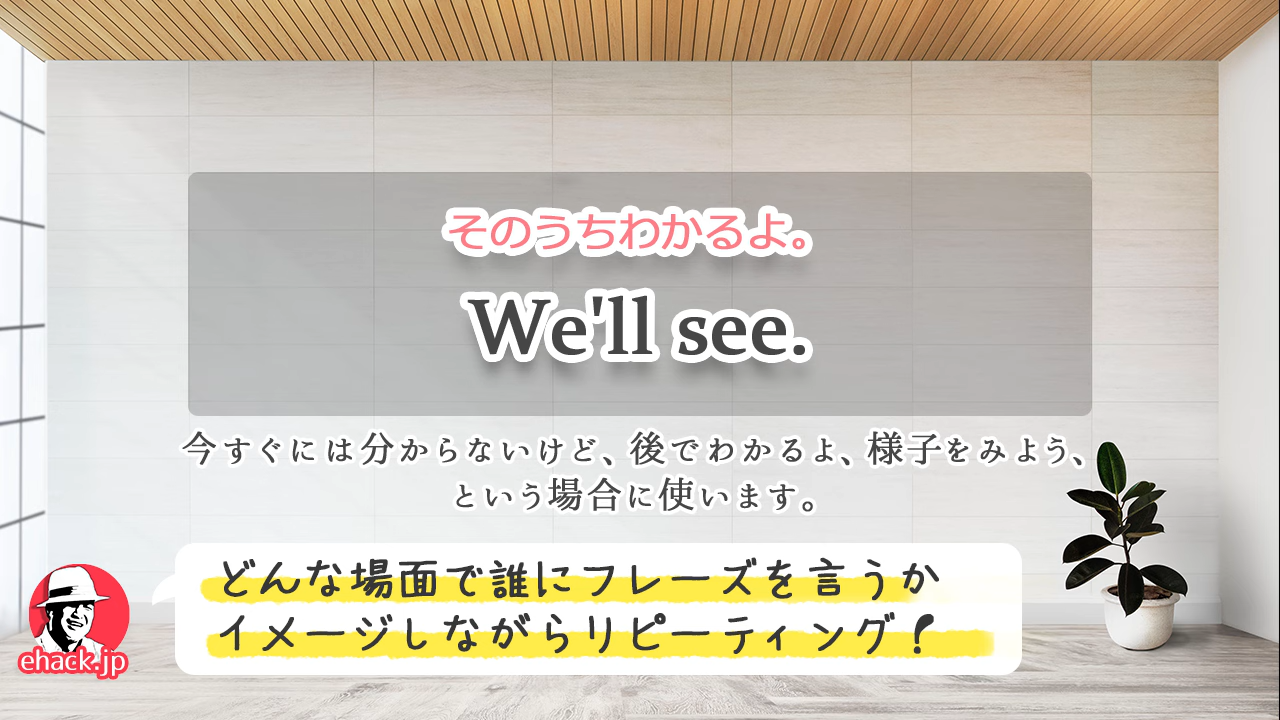 そのうちわかるよ。
We'll see.
今すぐには分からないけど、後でわかるよ、様子をみよう、
という場合に使います。
どんな場面で誰にフレーズを言うか
イメージしながらリピーティング！
ehack.jp